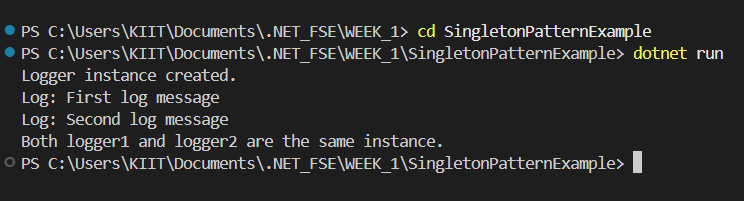 PS C:\Users\KIIT\Documents\.NET_FSE\WEEK_1> cd SingletonPatternExample
PS C:\Users\KIIT\Documents\.NET_FSE\WEEK_1\SingletonPatternExample> dotnet run
Logger instance created.
Log: First log message
Log: Second log message
Both logger1 and logger2 are the same instance.
PS C:\Users\KIIT\Documents\.NET_FSE\WEEK_1\SingletonPatternExample>